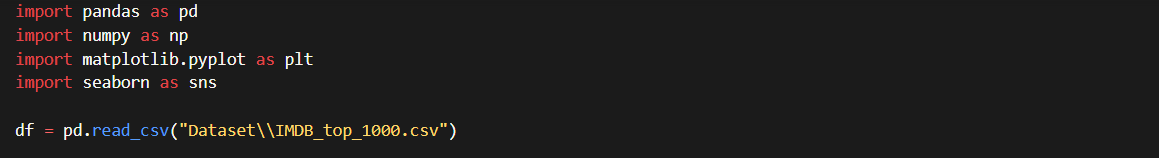 import pandas as pd
import numpy as np
import matplotlib.pyplot as plt
import seaborn as sns
df = pd.read_csv("Dataset\\IMDB_top_1000.csv")